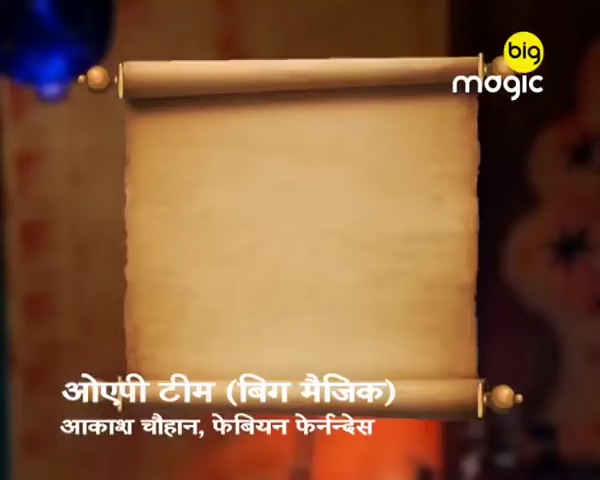 big
magic
ओएपी टीम (बिग मैजिक)
आकाश चौहान, फेबियन फेर्नन्देस